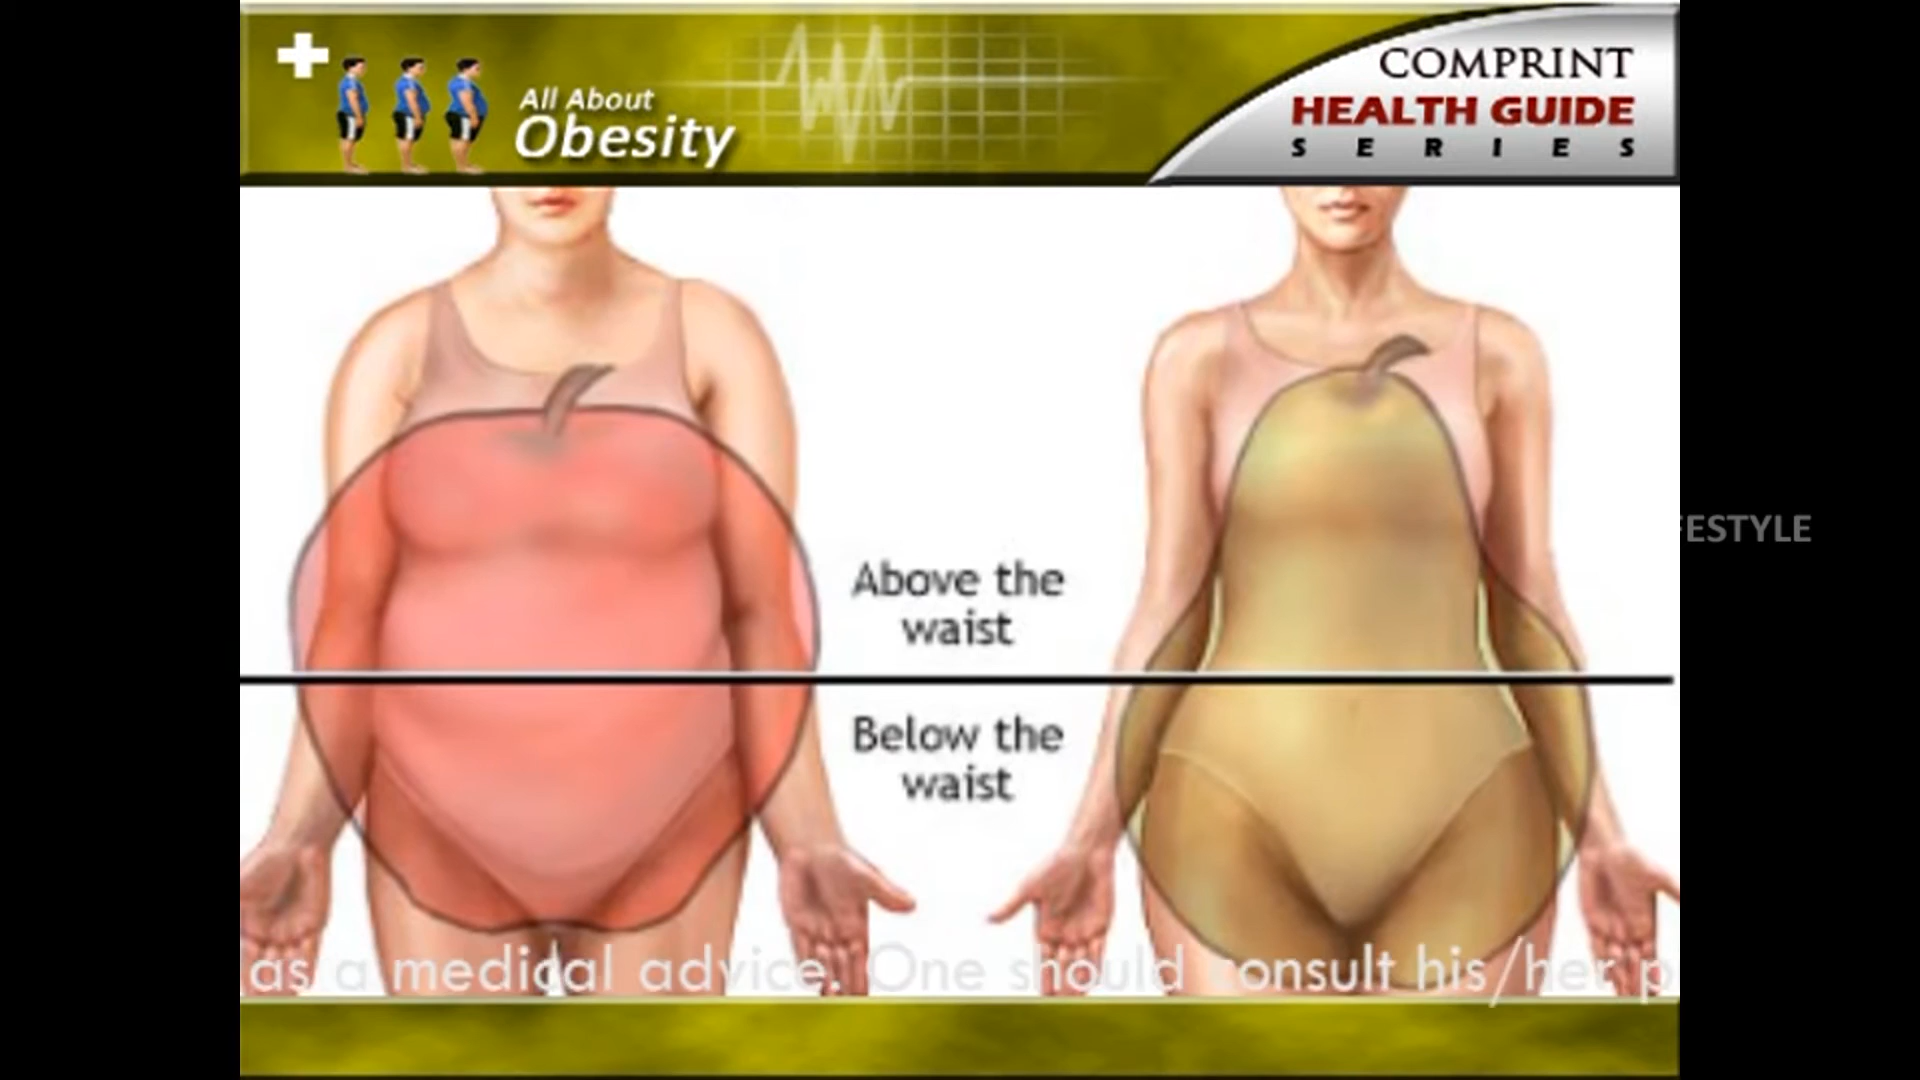 All About
Obesity
COMPRINT
HEALTH GUIDE
SERIES
FESTYLE
Above the
waist
Below the
waist
as a medical advice. One should consult his/her p